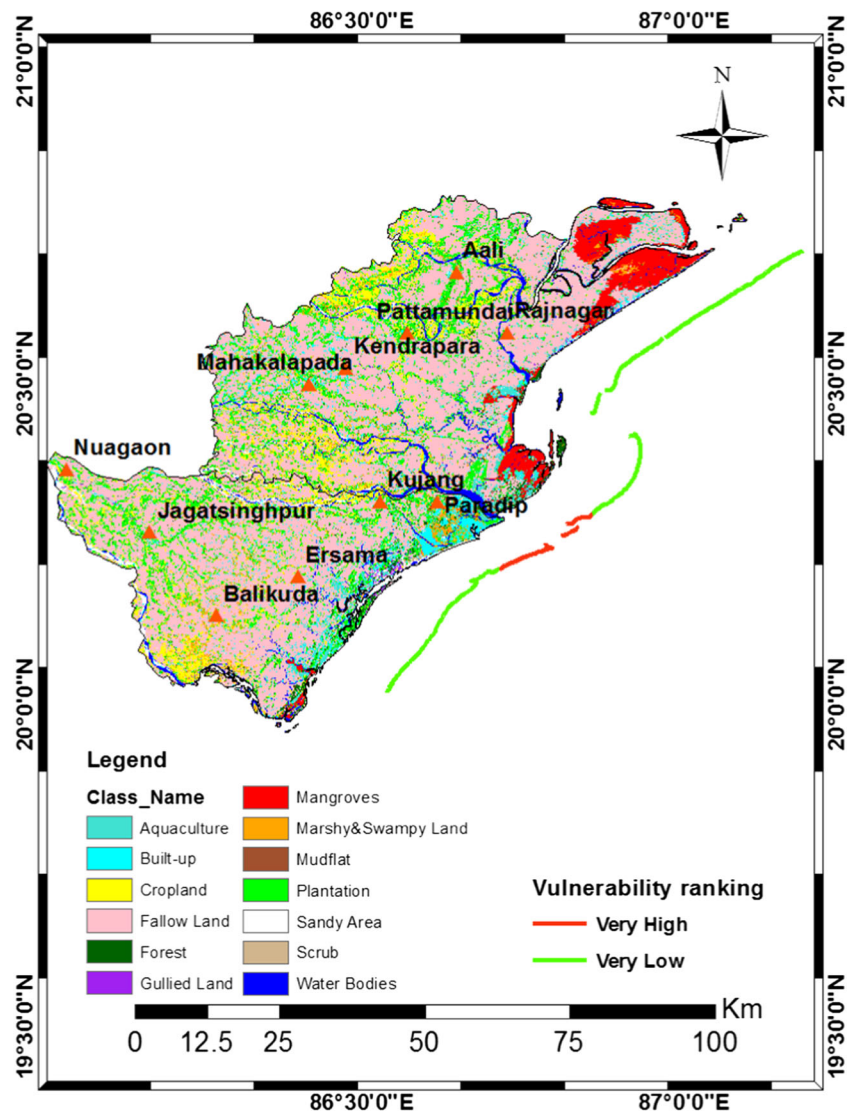 86°30'0"E 87°0'0"E
21°0'0"N 21°0'0"N
N
Aali
Pattamundai Rajnagar
Kendrapara
Mahakalapada
20°30'0"N 20°30'0"N
Nuagaon
Kujang
Jagatsinghpur Paradip
Ersama
Balikuda
20°0'0"N 20°0'0"N
Legend
Class_Name
Aquaculture
Built-up
Cropland
Fallow Land
Forest
Gullied Land
Mangroves
Marshy&Swampy Land
Mudflat
Plantation
Sandy Area
Scrub
Water Bodies
Vulnerability ranking
Very High
Very Low
Km
0 12.5 25 50 75 100
19°30'0"N 19°30'0"N
86°30'0"E 87°0'0"E